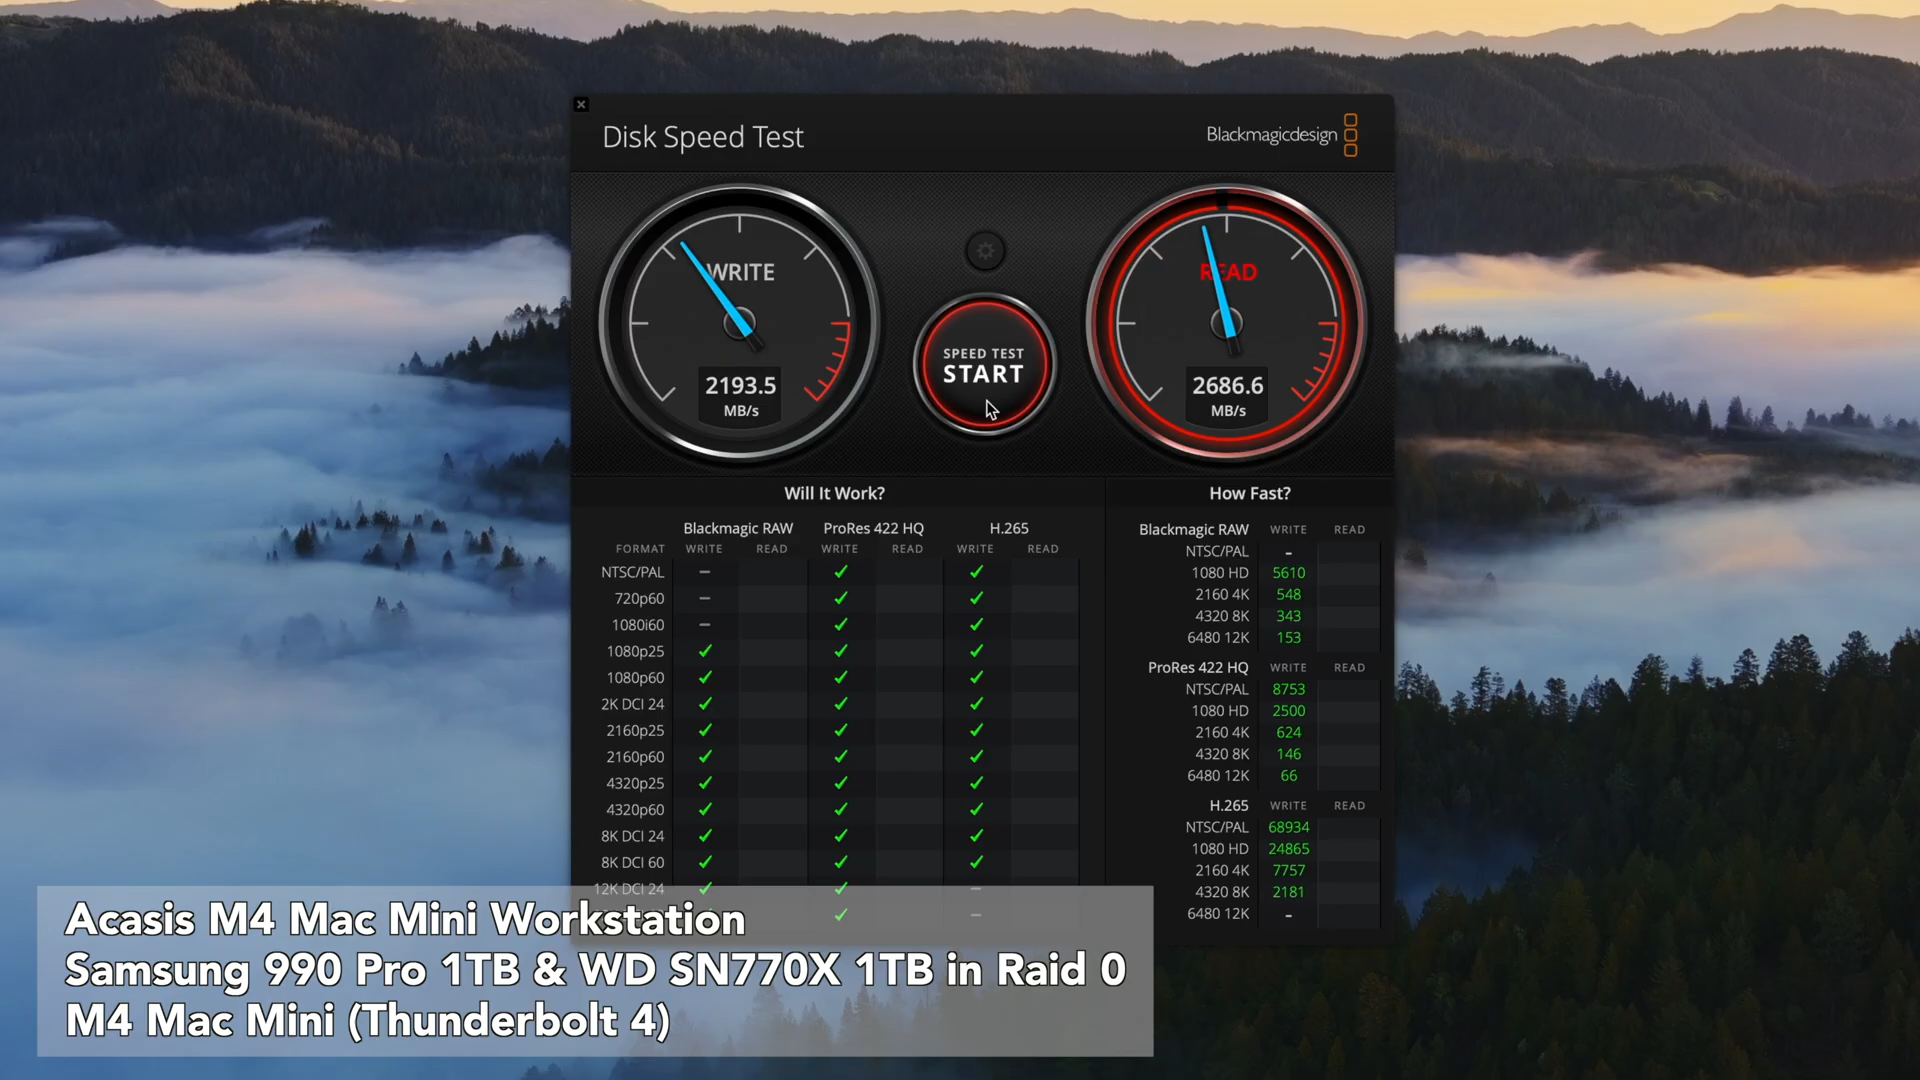 Disk Speed Test
Blackmagicdesign
WRITE
2193.5
MB/s
SPEED TEST
START
READ
2686.6
MB/s
Will It Work?
Blackmagic RAW ProRes 422 HQ H.265
FORMAT WRITE READ WRITE READ WRITE READ
NTSC/PAL – ✓ ✓
720p60 – ✓ ✓
1080i60 – ✓ ✓
1080p25 ✓ ✓ ✓
1080p60 ✓ ✓ ✓
2K DCI 24 ✓ ✓ ✓
2160p25 ✓ ✓ ✓
2160p60 ✓ ✓ ✓
4320p25 ✓ ✓ ✓
4320p60 ✓ ✓ ✓
8K DCI 24 ✓ ✓ ✓
8K DCI 60 ✓ ✓ ✓
12K DCI 24 ✓ ✓ –
✓ –
How Fast?
Blackmagic RAW WRITE READ
NTSC/PAL -
1080 HD 5610
2160 4K 548
4320 8K 343
6480 12K 153
ProRes 422 HQ WRITE READ
NTSC/PAL 8753
1080 HD 2500
2160 4K 624
4320 8K 146
6480 12K 66
H.265 WRITE READ
NTSC/PAL 68934
1080 HD 24865
2160 4K 7757
4320 8K 2181
6480 12K -
Acasis M4 Mac Mini Workstation
Samsung 990 Pro 1TB & WD SN770X 1TB in Raid 0
M4 Mac Mini (Thunderbolt 4)